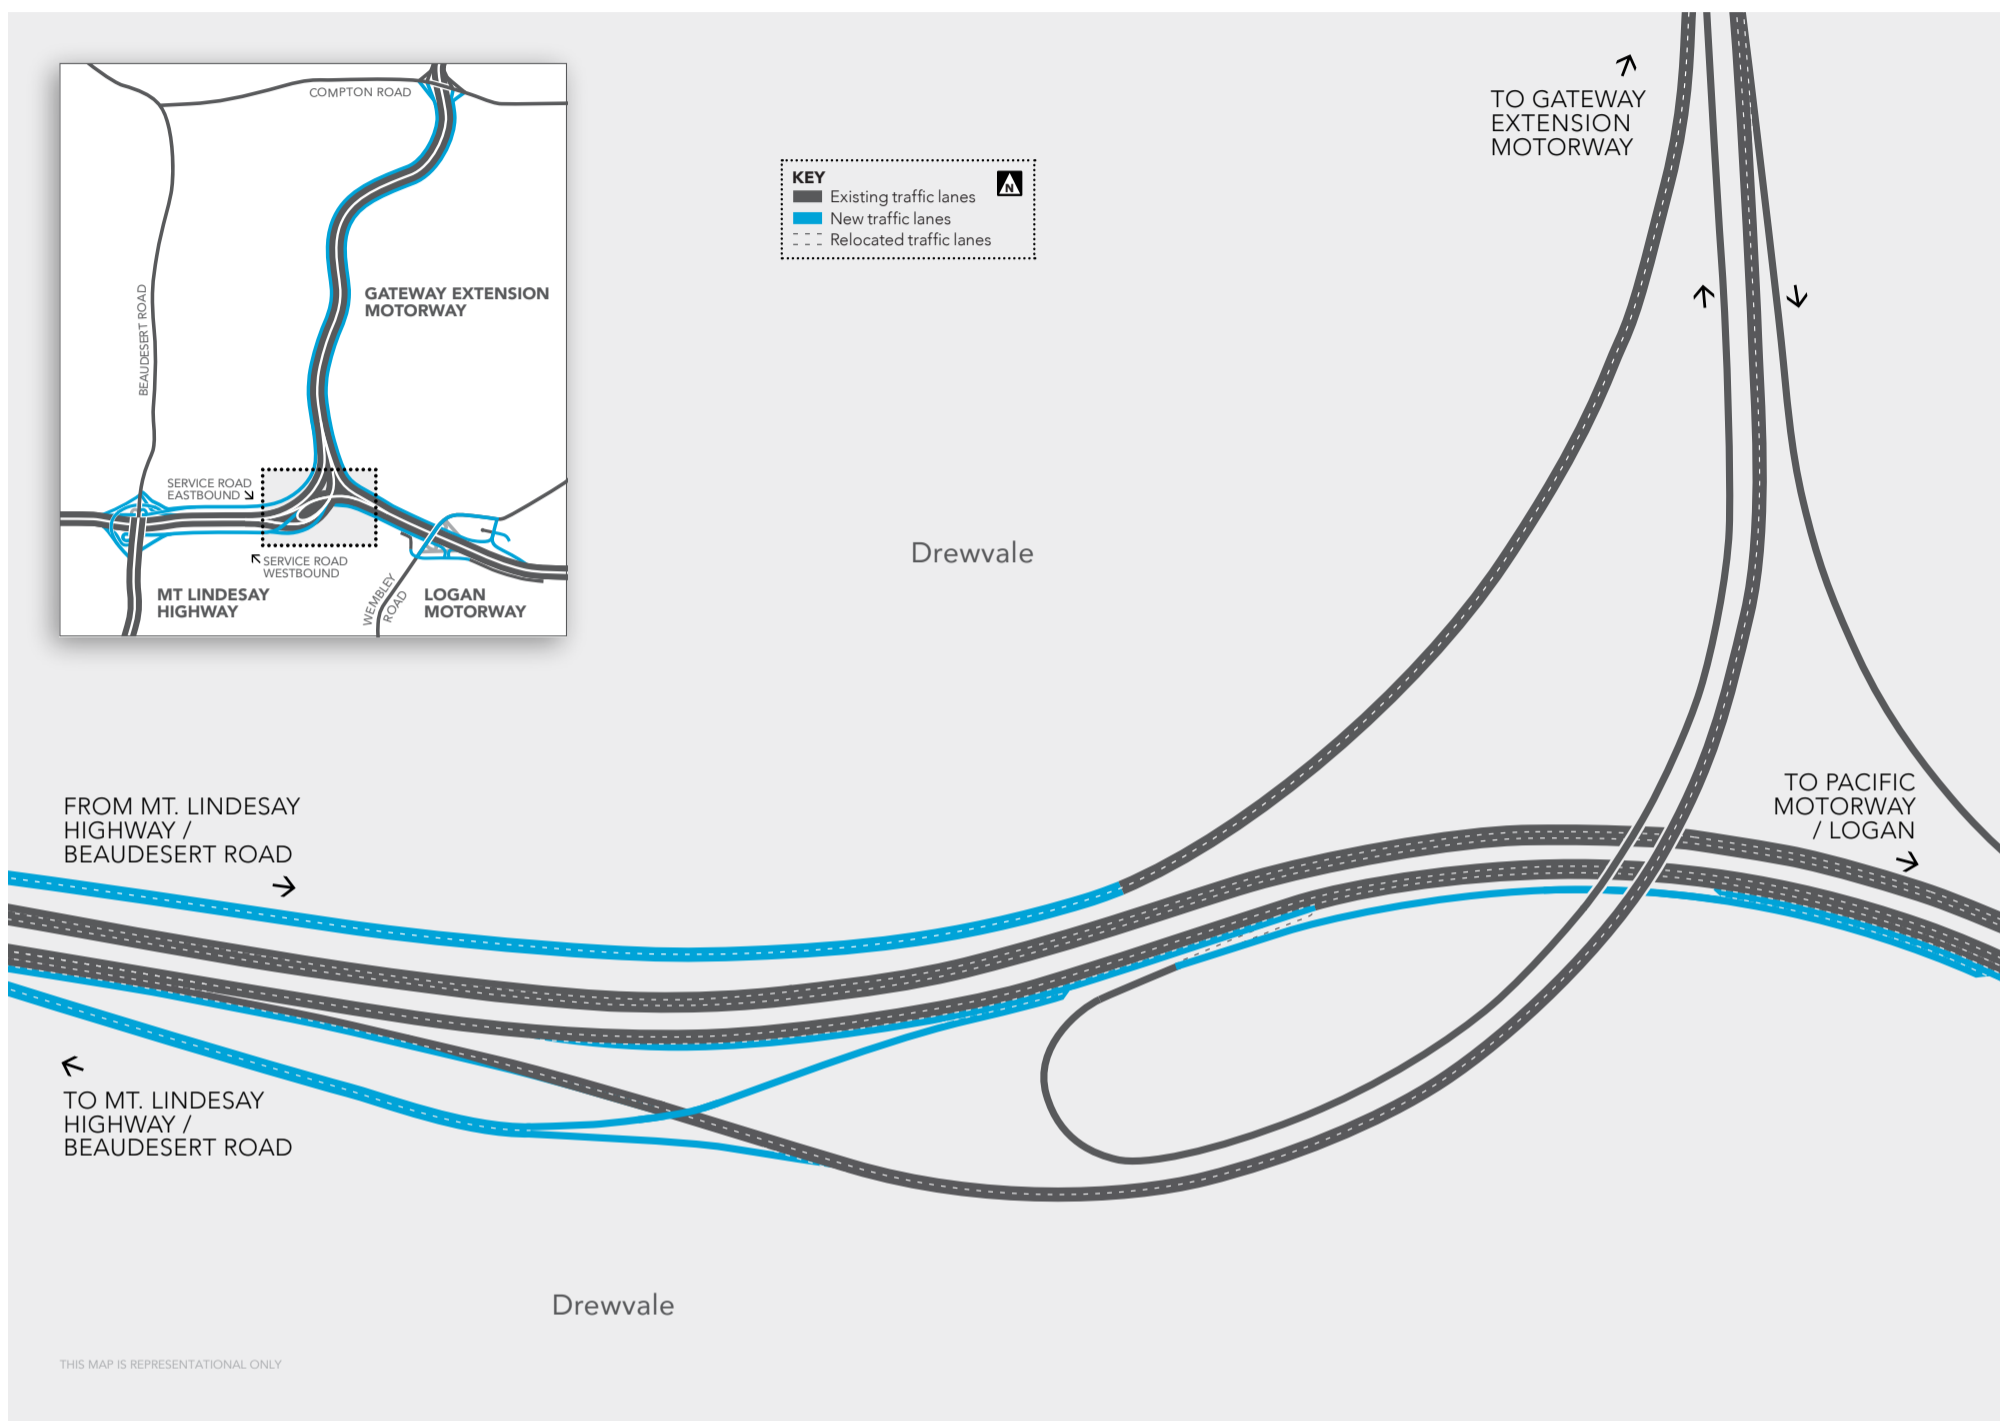 COMPTON ROAD
BEAUDESERT ROAD
GATEWAY EXTENSION
MOTORWAY
SERVICE ROAD
EASTBOUND
SERVICE ROAD
WESTBOUND
MT LINDESAY
HIGHWAY
WEMBLEY
ROAD
LOGAN
MOTORWAY
KEY
N
Existing traffic lanes
New traffic lanes
Relocated traffic lanes
TO GATEWAY
EXTENSION
MOTORWAY
Drewvale
FROM MT. LINDESAY
HIGHWAY /
BEAUDESERT ROAD
TO PACIFIC
MOTORWAY
/ LOGAN
TO MT. LINDESAY
HIGHWAY /
BEAUDESERT ROAD
Drewvale
THIS MAP IS REPRESENTATIONAL ONLY